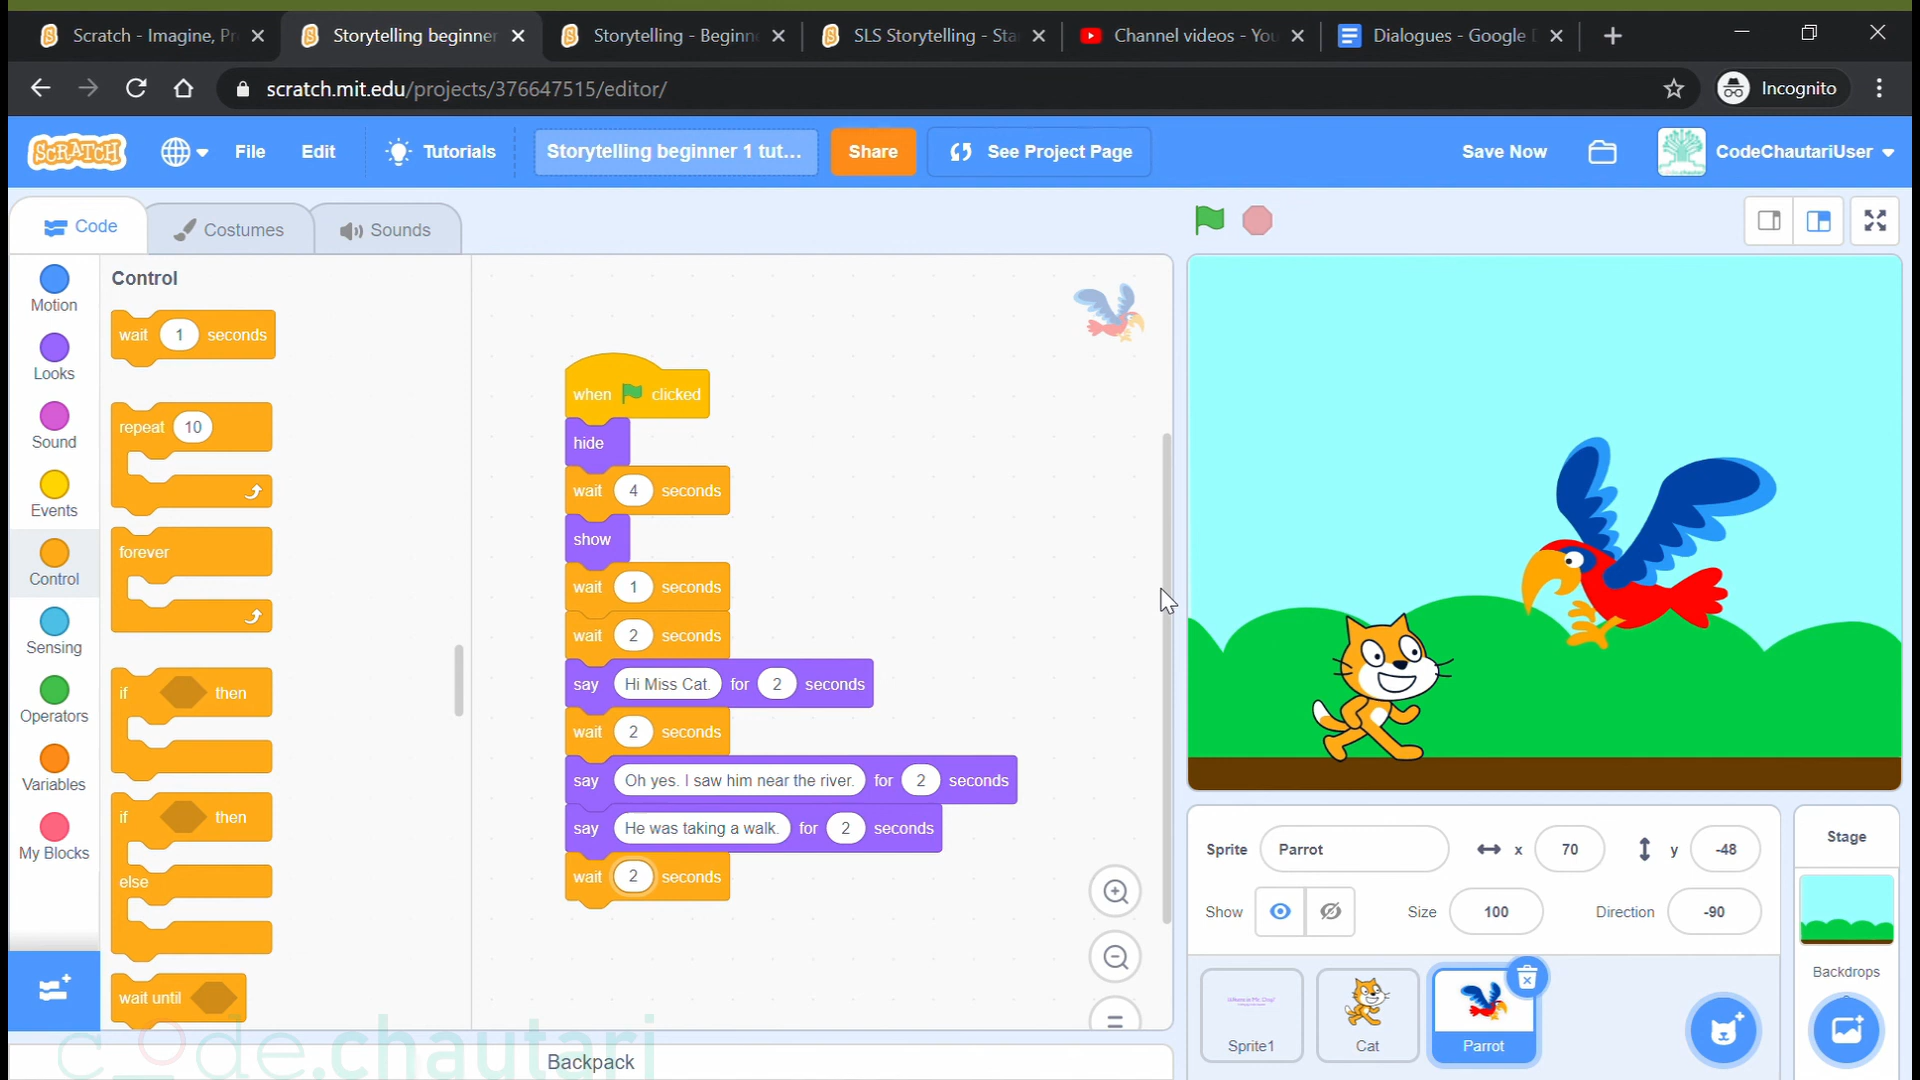 Scratch - Imagine, Pr
Storytelling beginner
Storytelling - Beginn
SLS Storytelling - Sta
Channel videos - You
Dialogues - Google D
scratch.mit.edu/projects/376647515/editor/
Incognito
SCRATCH
File
Edit
Tutorials
Storytelling beginner 1 tut...
Share
See Project Page
Save Now
CodeChautariUser
Code
Costumes
Sounds
Motion
Looks
Sound
Events
Control
Sensing
Operators
Variables
My Blocks
Control
wait 1 seconds
repeat 10
forever
if then
if then
else
wait until
when clicked
hide
wait 4 seconds
show
wait 1 seconds
wait 2 seconds
say Hi Miss Cat. for 2 seconds
wait 2 seconds
say Oh yes. I saw him near the river. for 2 seconds
say He was taking a walk. for 2 seconds
wait 2 seconds
Sprite Parrot x 70 y -48
Show Size 100 Direction -90
Sprite1
Cat
Parrot
Stage
Backdrops
Backpack
c_ode.chautari